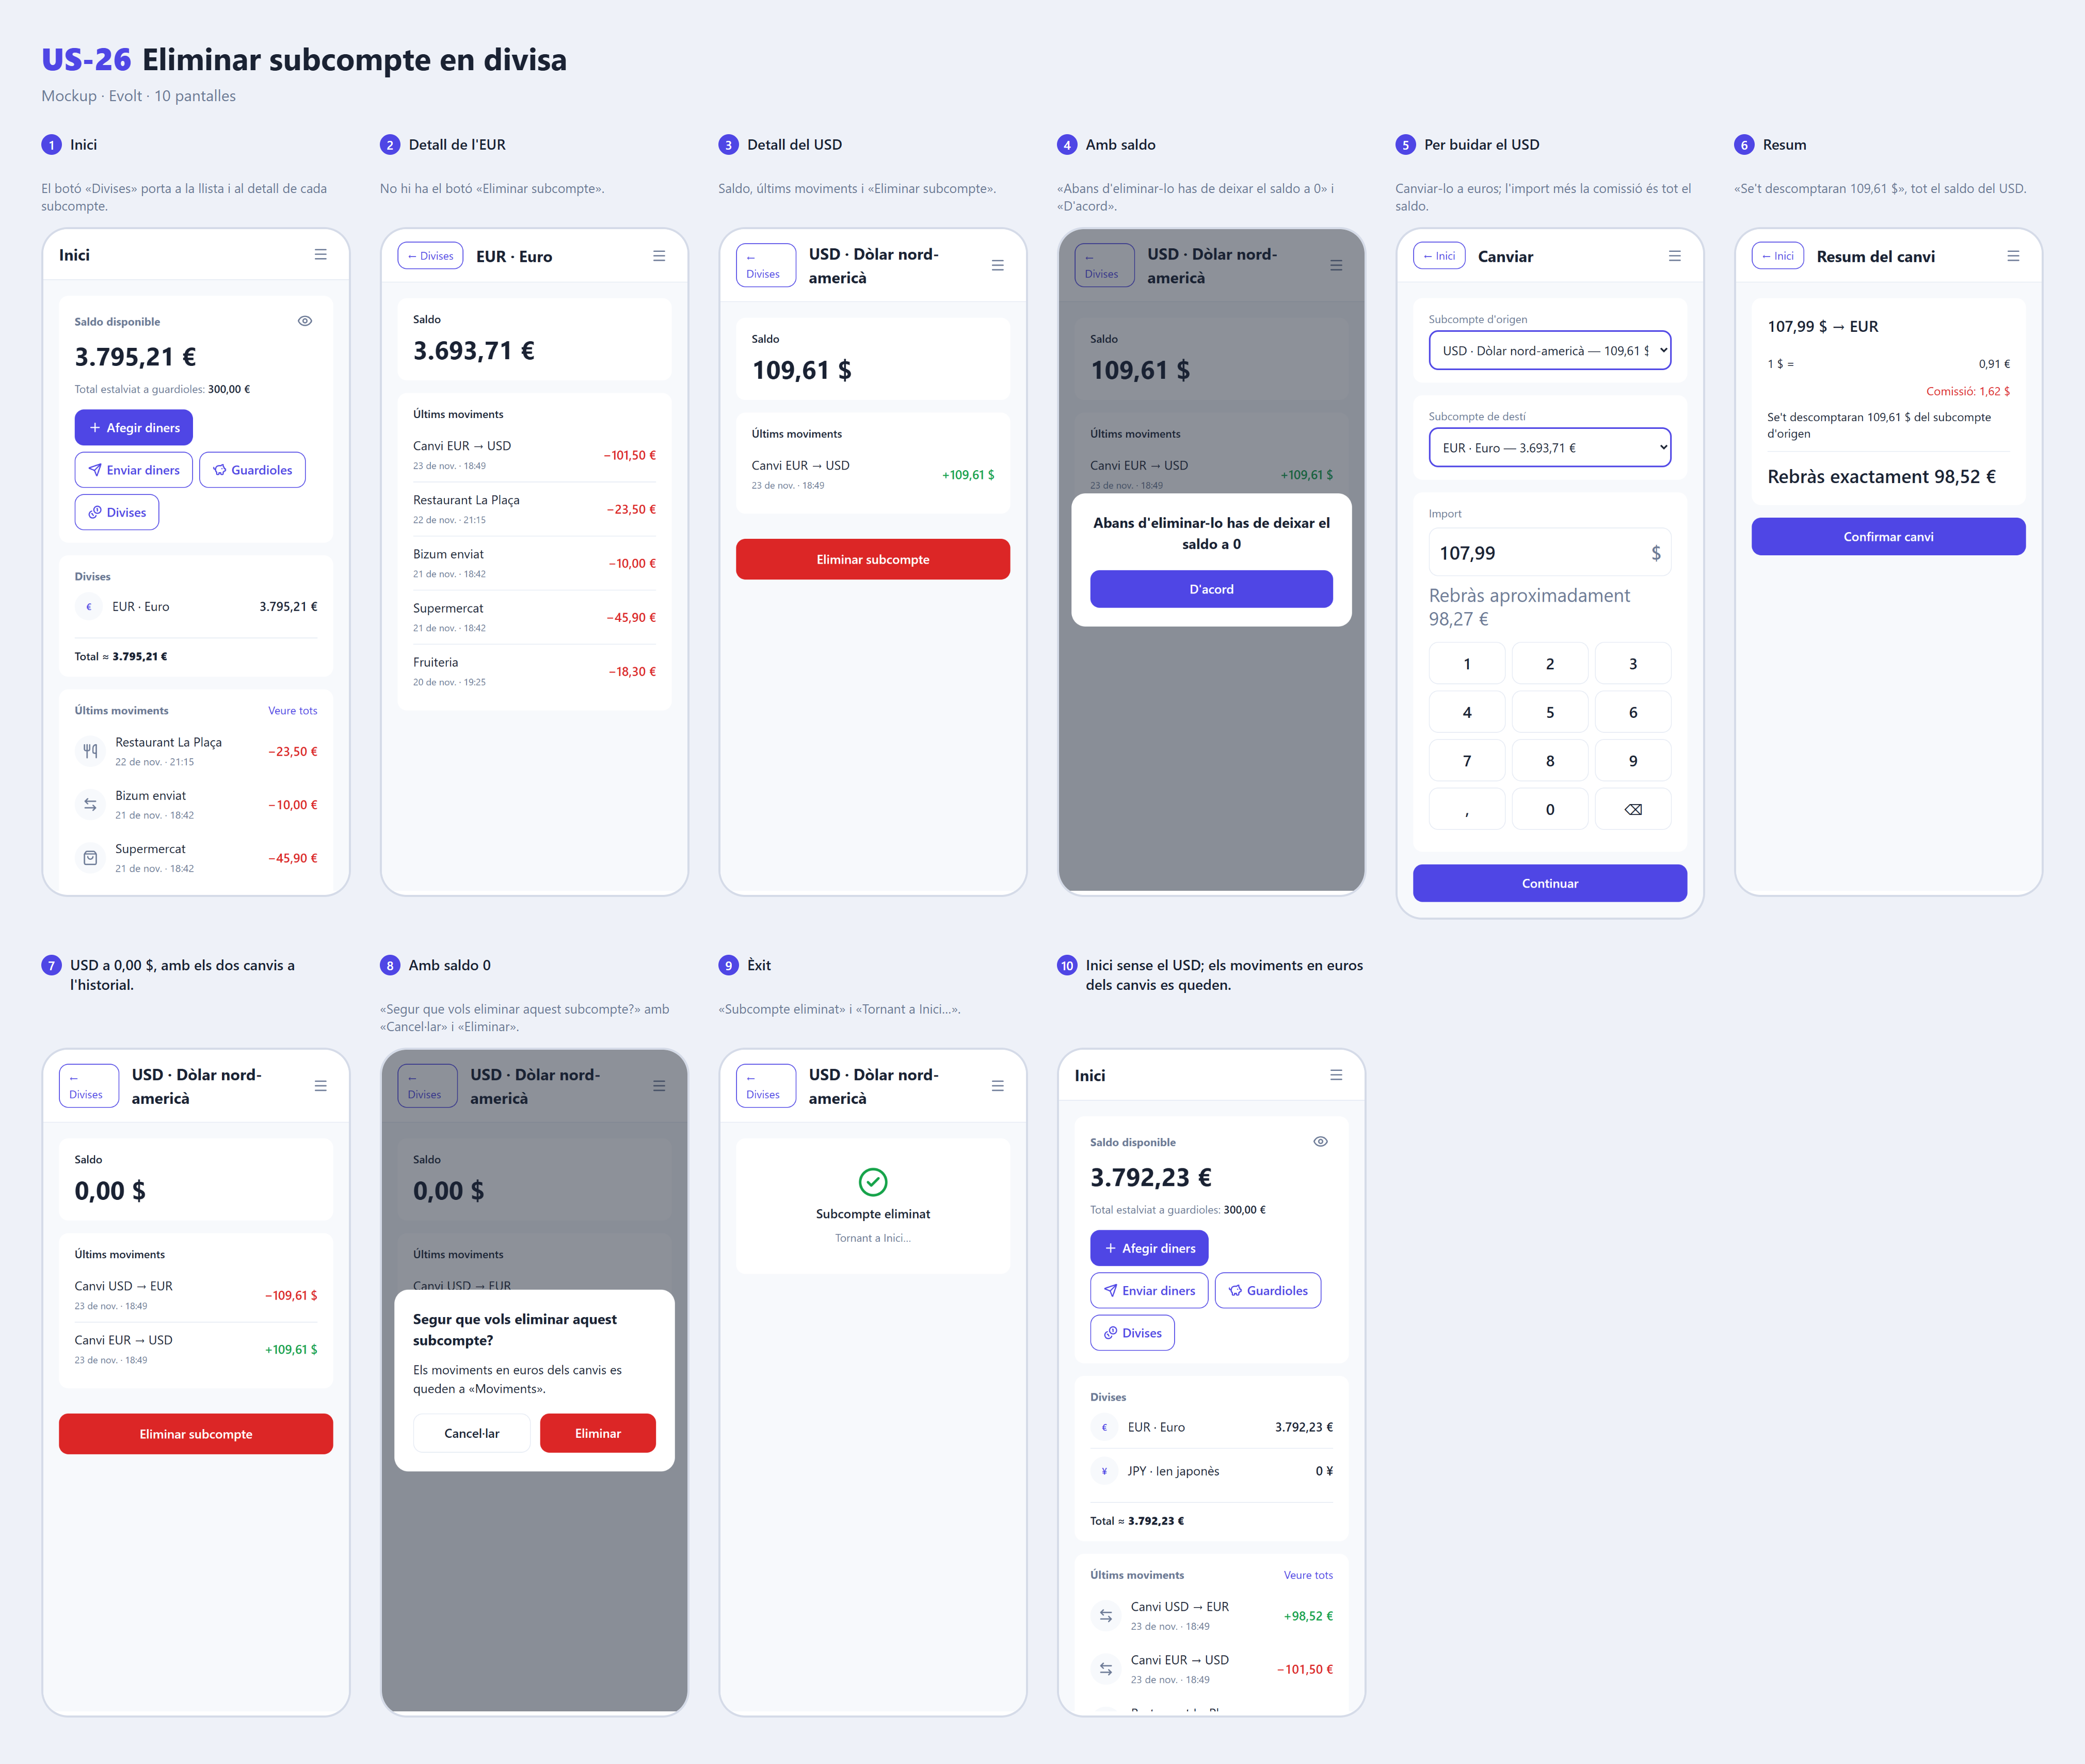 US-26 Eliminar subcompte en divisa
Mockup · Evolt · 10 pantalles
1 Inici
El botó «Divises» porta a la llista i al detall de cada
subcompte.
Inici
Saldo disponible
3.795,21 €
Total estalviat a guardioles: 300,00 €
+ Afegir diners
Enviar diners
Guardioles
Divises
Divises
€ EUR · Euro 3.795,21 €
Total ≈ 3.795,21 €
Últims moviments Veure tots
Restaurant La Plaça
22 de nov. · 21:15
−23,50 €
Bizum enviat
21 de nov. · 18:42
−10,00 €
Supermercat
21 de nov. · 18:42
−45,90 €
2 Detall de l'EUR
No hi ha el botó «Eliminar subcompte».
← Divises
EUR · Euro
Saldo
3.693,71 €
Últims moviments
Canvi EUR → USD
23 de nov. · 18:49
−101,50 €
Restaurant La Plaça
22 de nov. · 21:15
−23,50 €
Bizum enviat
21 de nov. · 18:42
−10,00 €
Supermercat
21 de nov. · 18:42
−45,90 €
Fruiteria
20 de nov. · 19:25
−18,30 €
3 Detall del USD
Saldo, últims moviments i «Eliminar subcompte».
←
Divises
USD · Dòlar nord-
americà
Saldo
109,61 $
Últims moviments
Canvi EUR → USD
23 de nov. · 18:49
+109,61 $
Eliminar subcompte
4 Amb saldo
«Abans d'eliminar-lo has de deixar el saldo a 0» i
«D'acord».
←
Divises
USD · Dòlar nord-
americà
Saldo
109,61 $
Últims moviments
Canvi EUR → USD
23 de nov. · 18:49
+109,61 $
Abans d'eliminar-lo has de deixar el
saldo a 0
D'acord
5 Per buidar el USD
Canviar-lo a euros; l'import més la comissió és tot el
saldo.
← Inici
Canviar
Subcompte d'origen
USD · Dòlar nord-americà — 109,61 $
Subcompte de destí
EUR · Euro — 3.693,71 €
Import
107,99 $
Rebràs aproximadament
98,27 €
1 2 3
4 5 6
7 8 9
, 0 ⌫
Continuar
6 Resum
«Se't descomptaran 109,61 $», tot el saldo del USD.
← Inici
Resum del canvi
107,99 $ → EUR
1 $ = 0,91 €
Comissió: 1,62 $
Se't descomptaran 109,61 $ del subcompte
d'origen
Rebràs exactament 98,52 €
Confirmar canvi
7 USD a 0,00 $, amb els dos canvis a
l'historial.
←
Divises
USD · Dòlar nord-
americà
Saldo
0,00 $
Últims moviments
Canvi USD → EUR
23 de nov. · 18:49
−109,61 $
Canvi EUR → USD
23 de nov. · 18:49
+109,61 $
Eliminar subcompte
8 Amb saldo 0
«Segur que vols eliminar aquest subcompte?» amb
«Cancel·lar» i «Eliminar».
←
Divises
USD · Dòlar nord-
americà
Saldo
0,00 $
Últims moviments
Canvi USD → EUR
Segur que vols eliminar aquest
subcompte?
Els moviments en euros dels canvis es
queden a «Moviments».
Cancel·lar
Eliminar
9 Èxit
«Subcompte eliminat» i «Tornant a Inici…».
←
Divises
USD · Dòlar nord-
americà
Subcompte eliminat
Tornant a Inici…
10 Inici sense el USD; els moviments en euros
dels canvis es queden.
Inici
Saldo disponible
3.792,23 €
Total estalviat a guardioles: 300,00 €
+ Afegir diners
Enviar diners
Guardioles
Divises
Divises
€ EUR · Euro 3.792,23 €
¥ JPY · Ien japonès 0 ¥
Total ≈ 3.792,23 €
Últims moviments Veure tots
Canvi USD → EUR
23 de nov. · 18:49
+98,52 €
Canvi EUR → USD
23 de nov. · 18:49
−101,50 €